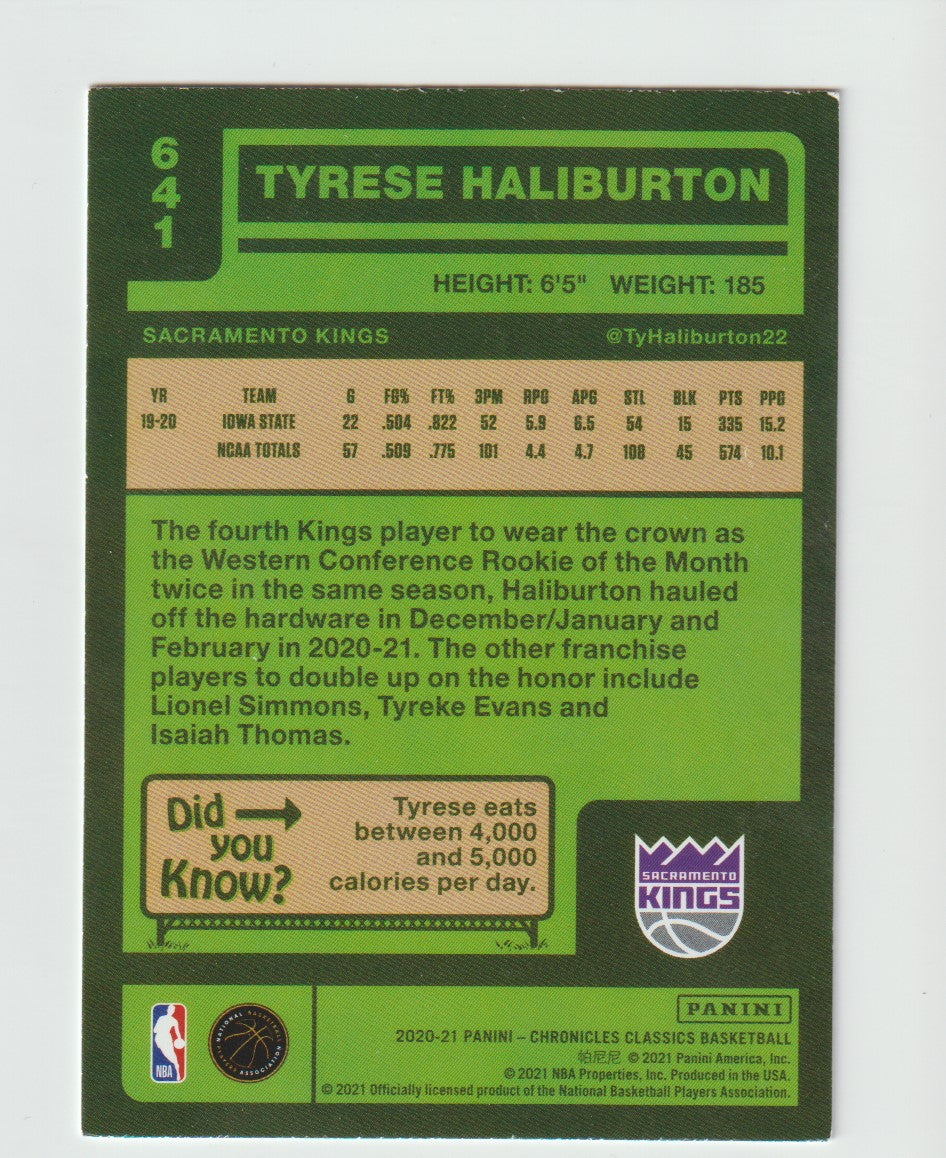 641
TYRESE HALIBURTON
HEIGHT: 6'5" WEIGHT: 185
SACRAMENTO KINGS @TyHaliburton22
YR TEAM G FG% FT% 3PM RPG APG STL BLK PTS PPG
19-20 IOWA STATE 22 .504 .822 52 5.9 6.5 54 15 335 15.2
NCAA TOTALS 57 .509 .775 101 4.4 4.7 108 45 574 10.1
The fourth Kings player to wear the crown as
the Western Conference Rookie of the Month
twice in the same season, Haliburton hauled
off the hardware in December/January and
February in 2020-21. The other franchise
players to double up on the honor include
Lionel Simmons, Tyreke Evans and
Isaiah Thomas.
Did
you
Know?
Tyrese eats
between 4,000
and 5,000
calories per day.
SACRAMENTO
KINGS
NBA
NATIONAL BASKETBALL
PLAYERS ASSOCIATION
PANINI
2020-21 PANINI – CHRONICLES CLASSICS BASKETBALL
帕尼尼 © 2021 Panini America, Inc.
© 2021 NBA Properties, Inc. Produced in the USA.
© 2021 Officially licensed product of the National Basketball Players Association.